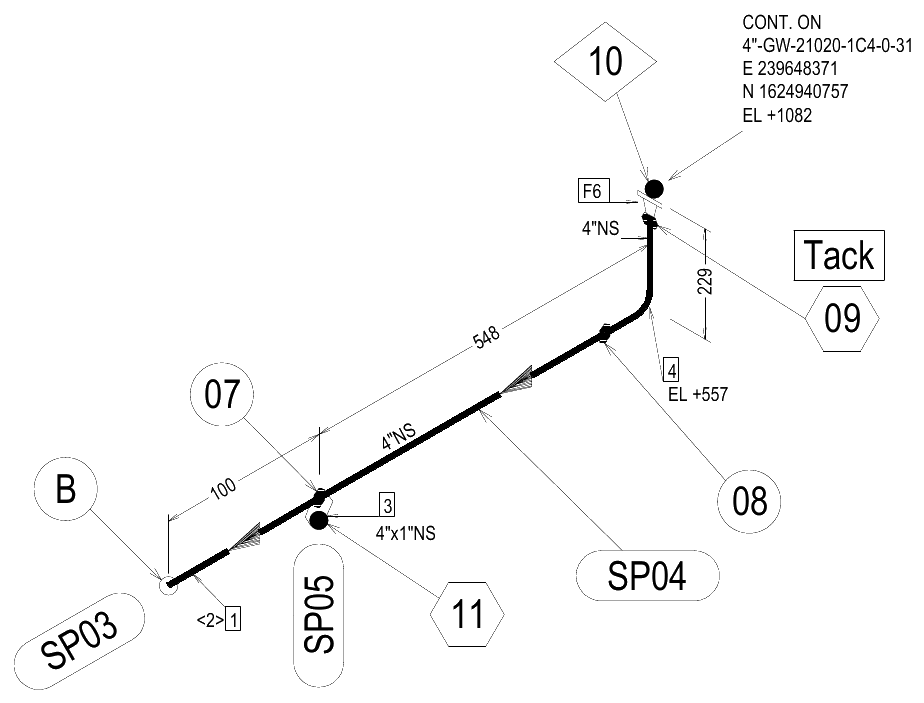 CONT. ON
4"-GW-21020-1C4-0-31
E 239648371
N 1624940757
EL +1082
10
F6
4"NS
Tack
229
09
548
4
EL +557
07
4"NS
B
100
08
3
4"x1"NS
SP04
<2> 1
SP05
11
SP03